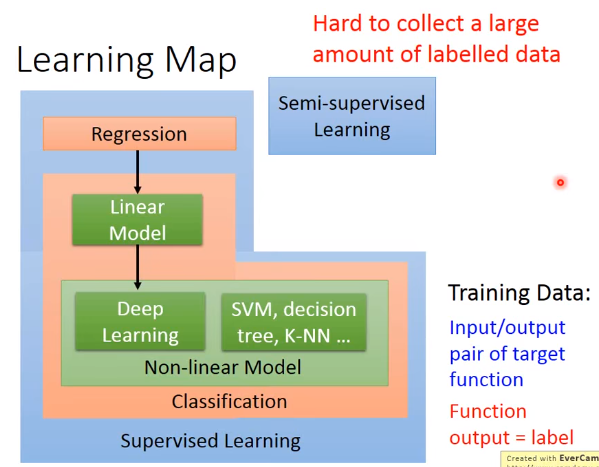 Hard to collect a large
amount of labelled data
Learning Map
Semi-supervised
Learning
Regression
Linear
Model
Deep
Learning
SVM, decision
tree, K-NN ...
Non-linear Model
Classification
Supervised Learning
Training Data:
Input/output
pair of target
function
Function
output = label
Created with EverCam